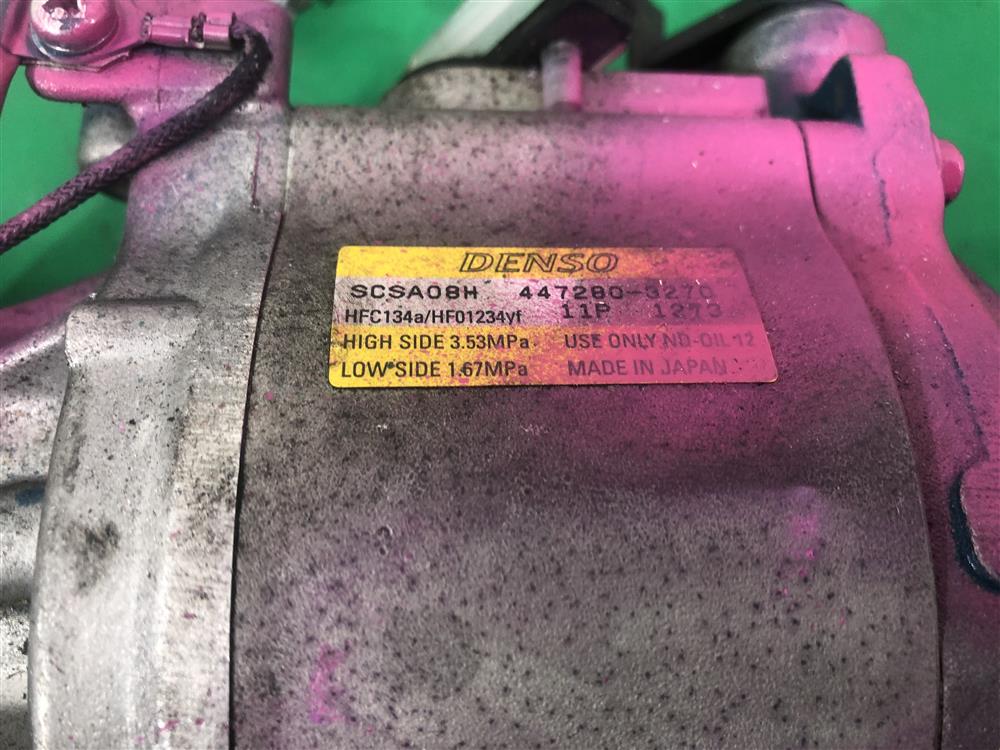 DENSO
SCSA08H 447280-3270
HFC134a/HFO1234yf 11P 1273
HIGH SIDE 3.53MPa USE ONLY ND-OIL 12
LOW SIDE 1.67MPa MADE IN JAPAN